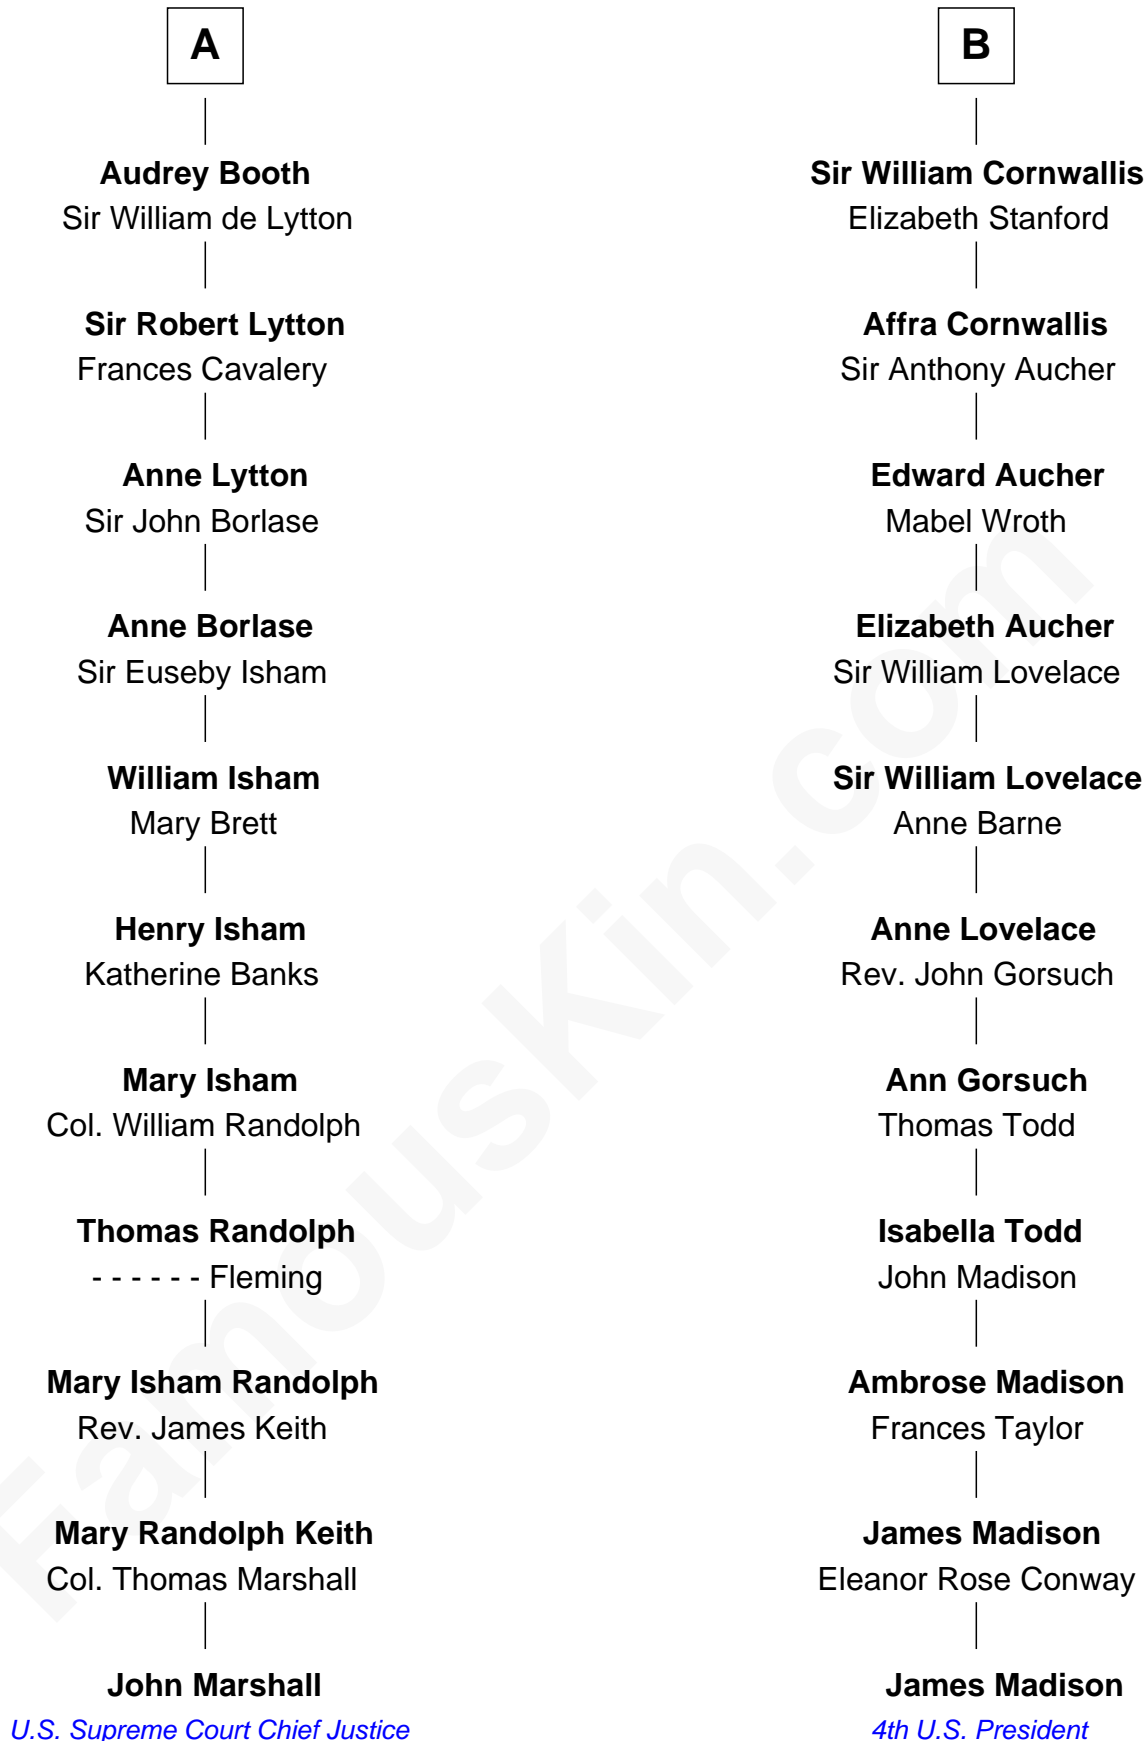 A
Audrey Booth
Sir William de Lytton
Sir Robert Lytton
Frances Cavalery
Anne Lytton
Sir John Borlase
Anne Borlase
Sir Euseby Isham
William Isham
Mary Brett
Henry Isham
Katherine Banks
Mary Isham
Col. William Randolph
Thomas Randolph
- - - - - - Fleming
Mary Isham Randolph
Rev. James Keith
Mary Randolph Keith
Col. Thomas Marshall
John Marshall
U.S. Supreme Court Chief Justice
B
Sir William Cornwallis
Elizabeth Stanford
Affra Cornwallis
Sir Anthony Aucher
Edward Aucher
Mabel Wroth
Elizabeth Aucher
Sir William Lovelace
Sir William Lovelace
Anne Barne
Anne Lovelace
Rev. John Gorsuch
Ann Gorsuch
Thomas Todd
Isabella Todd
John Madison
Ambrose Madison
Frances Taylor
James Madison
Eleanor Rose Conway
James Madison
4th U.S. President
FamousKin.com